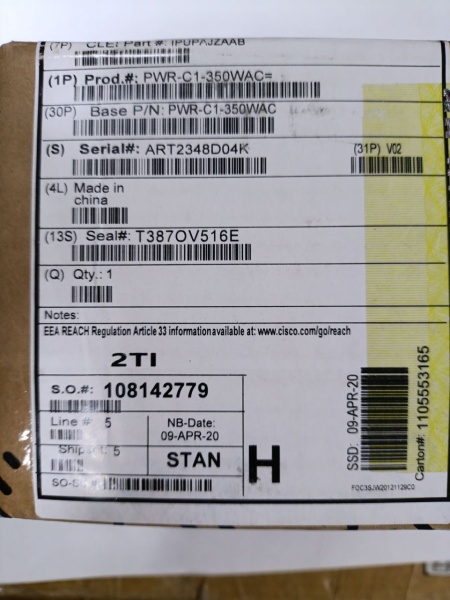 (7P) CLEI Part #: IPUPAJZAAB
(1P) Prod.#: PWR-C1-350WAC=
(30P) Base P/N: PWR-C1-350WAC
(S) Serial#: ART2348D04K
(31P) V02
(4L) Made in
china
(13S) Seal#: T387OV516E
(Q) Qty.: 1
Notes:
EEA REACH Regulation Article 33 information available at: www.cisco.com/go/reach
2TI
S.O.#: 108142779
Line #: 5
NB-Date:
09-APR-20
Shipset: 5
STAN
H
SSD: 09-APR-20
Carton#: 1105553165